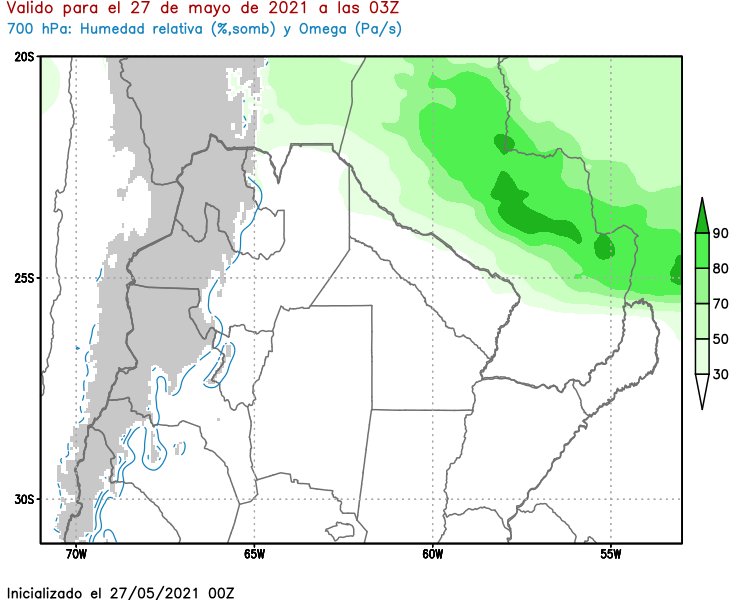 Valido para el 27 de mayo de 2021 a las 03Z
700 hPa: Humedad relativa (%,somb) y Omega (Pa/s)
20S
25S
30S
70W 65W 60W 55W
90
80
70
50
30
Inicializado el 27/05/2021 00Z